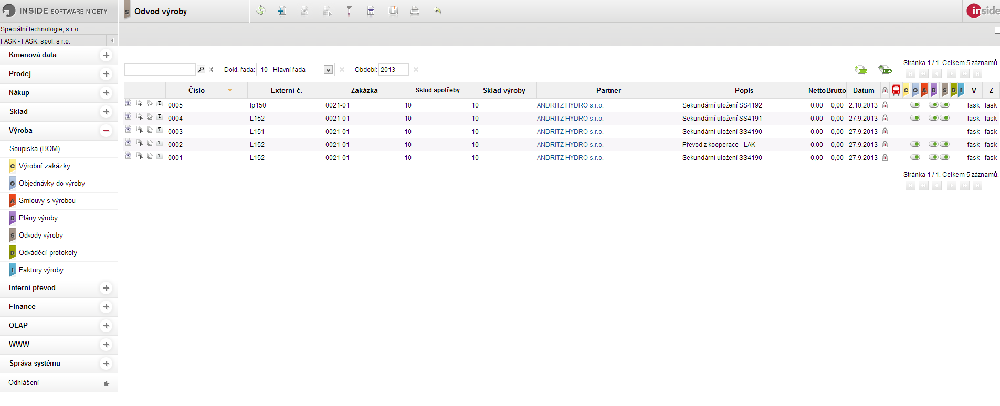 INSIDE SOFTWARE NICETY
S Odvod výroby
inside
Speciální technologie, s.r.o.
FASK - FASK, spol. s r.o.
Kmenová data
Prodej
Nákup
Sklad
Výroba
Soupiska (BOM)
C Výrobní zakázky
O Objednávky do výroby
A Smlouvy s výrobou
B Plány výroby
S Odvody výroby
D Odváděcí protokoly
I Faktury výroby
Interní převod
Finance
OLAP
WWW
Správa systému
Odhlášení
Dokl. řada: 10 - Hlavní řada Období: 2013
XLS CSV
Stránka 1 / 1. Celkem 5 záznamů.
Číslo Externí č. Zakázka Sklad spotřeby Sklad výroby Partner Popis Netto Brutto Datum C O A B S D I V Z
T 0005 lp150 0021-01 10 10 ANDRITZ HYDRO s.r.o. Sekundární uložení SS4192 0,00 0,00 2.10.2013 fask fask
T 0004 L152 0021-01 10 10 ANDRITZ HYDRO s.r.o. Sekundární uložení SS4191 0,00 0,00 27.9.2013 fask fask
T 0003 L151 0021-01 10 10 ANDRITZ HYDRO s.r.o. Sekundární uložení SS4190 0,00 0,00 27.9.2013 fask fask
T 0002 L152 0021-01 10 10 ANDRITZ HYDRO s.r.o. Převod z kooperace - LAK 0,00 0,00 27.9.2013 fask fask
T 0001 L152 0021-01 10 10 ANDRITZ HYDRO s.r.o. Sekundární uložení SS4190 0,00 0,00 27.9.2013 fask fask
Stránka 1 / 1. Celkem 5 záznamů.